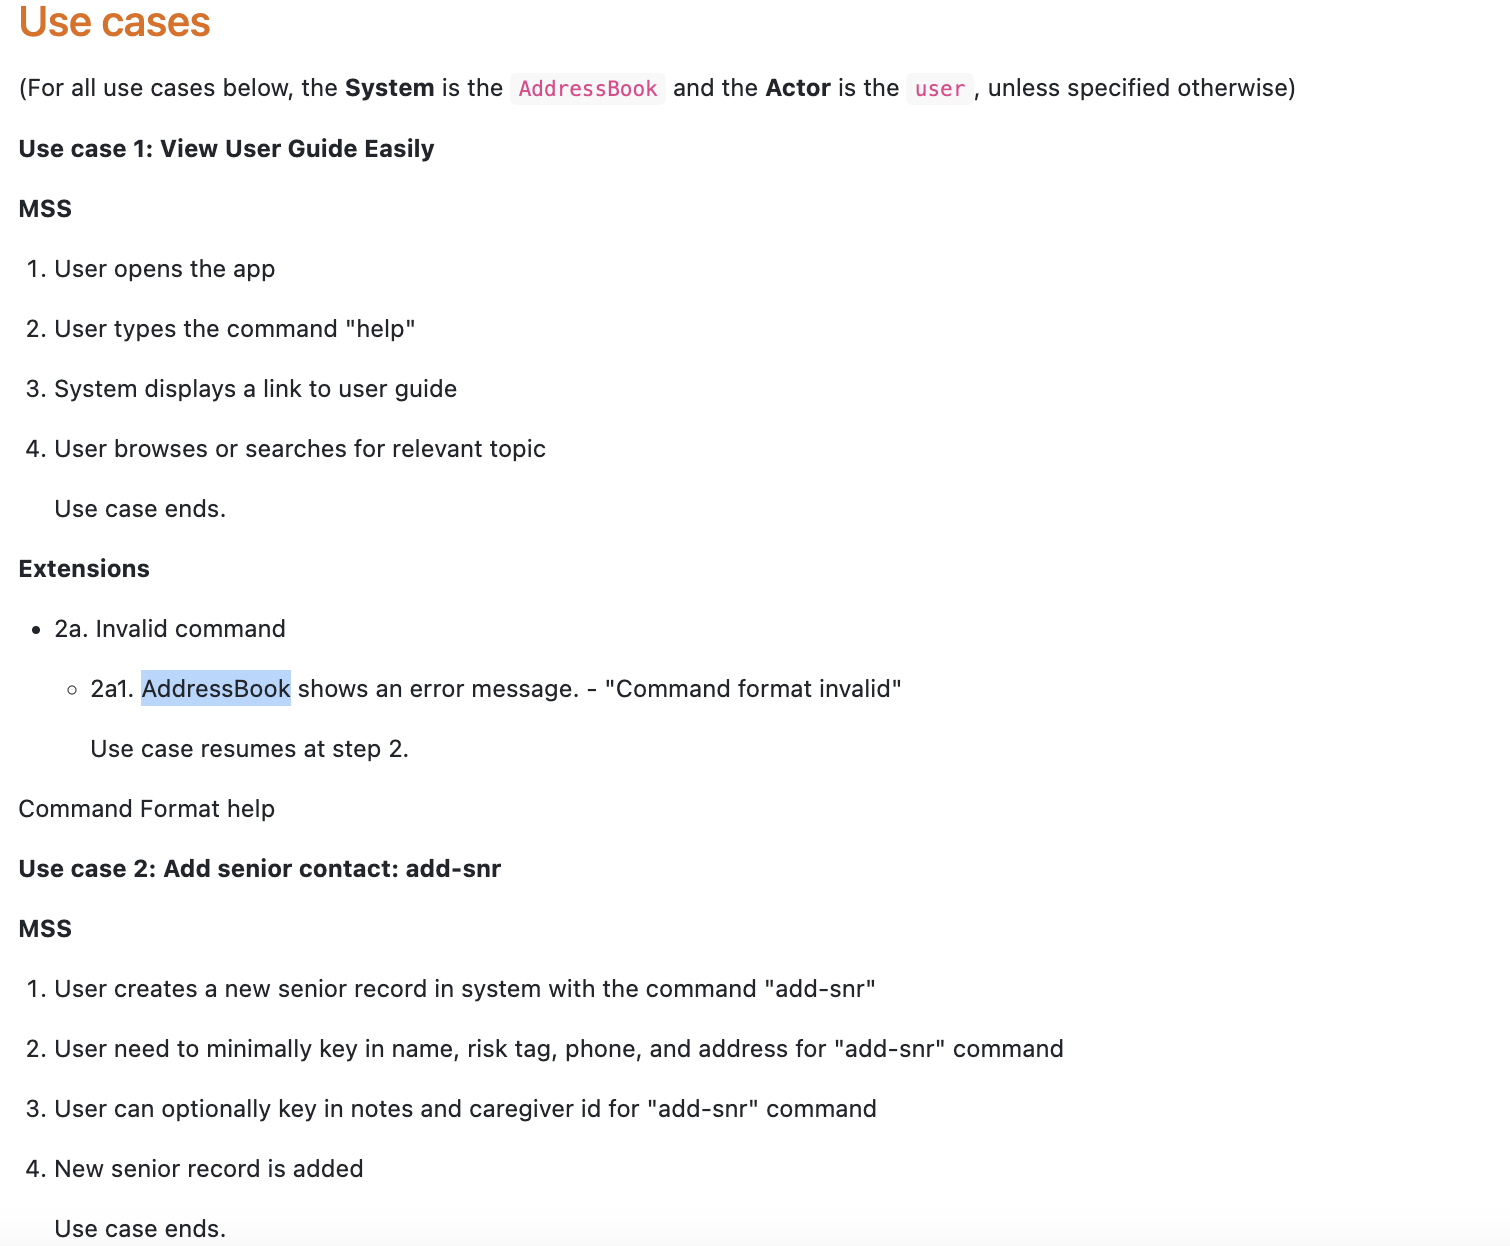 Use cases
(For all use cases below, the System is the AddressBook and the Actor is the user, unless specified otherwise)
Use case 1: View User Guide Easily
MSS
1. User opens the app
2. User types the command "help"
3. System displays a link to user guide
4. User browses or searches for relevant topic
Use case ends.
Extensions
• 2a. Invalid command
○ 2a1. AddressBook shows an error message. - "Command format invalid"
Use case resumes at step 2.
Command Format help
Use case 2: Add senior contact: add-snr
MSS
1. User creates a new senior record in system with the command "add-snr"
2. User need to minimally key in name, risk tag, phone, and address for "add-snr" command
3. User can optionally key in notes and caregiver id for "add-snr" command
4. New senior record is added
Use case ends.